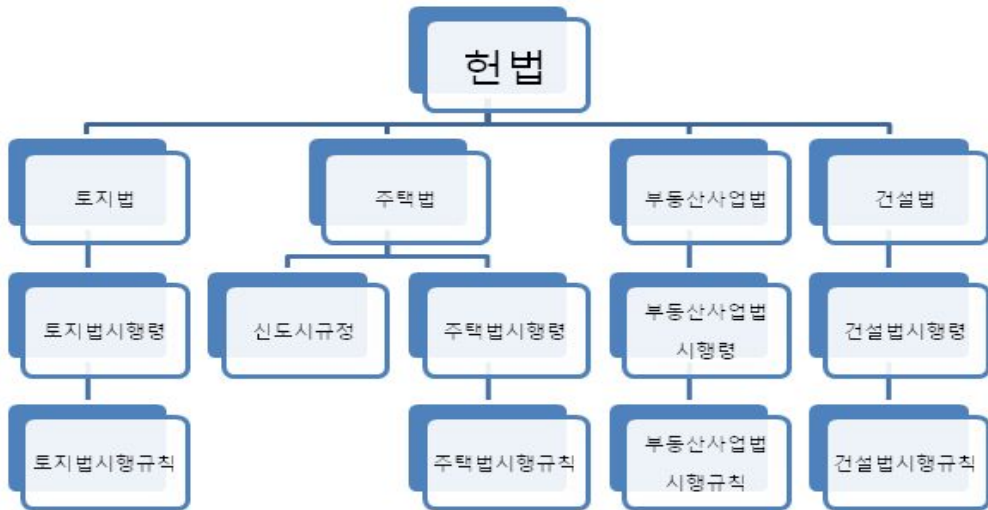 헌법
토지법
주택법
부동산사업법
건설법
토지법시행령
신도시규정
주택법시행령
부동산사업법
시행령
건설법시행령
토지법시행규칙
주택법시행규칙
부동산사업법
시행규칙
건설법시행규칙